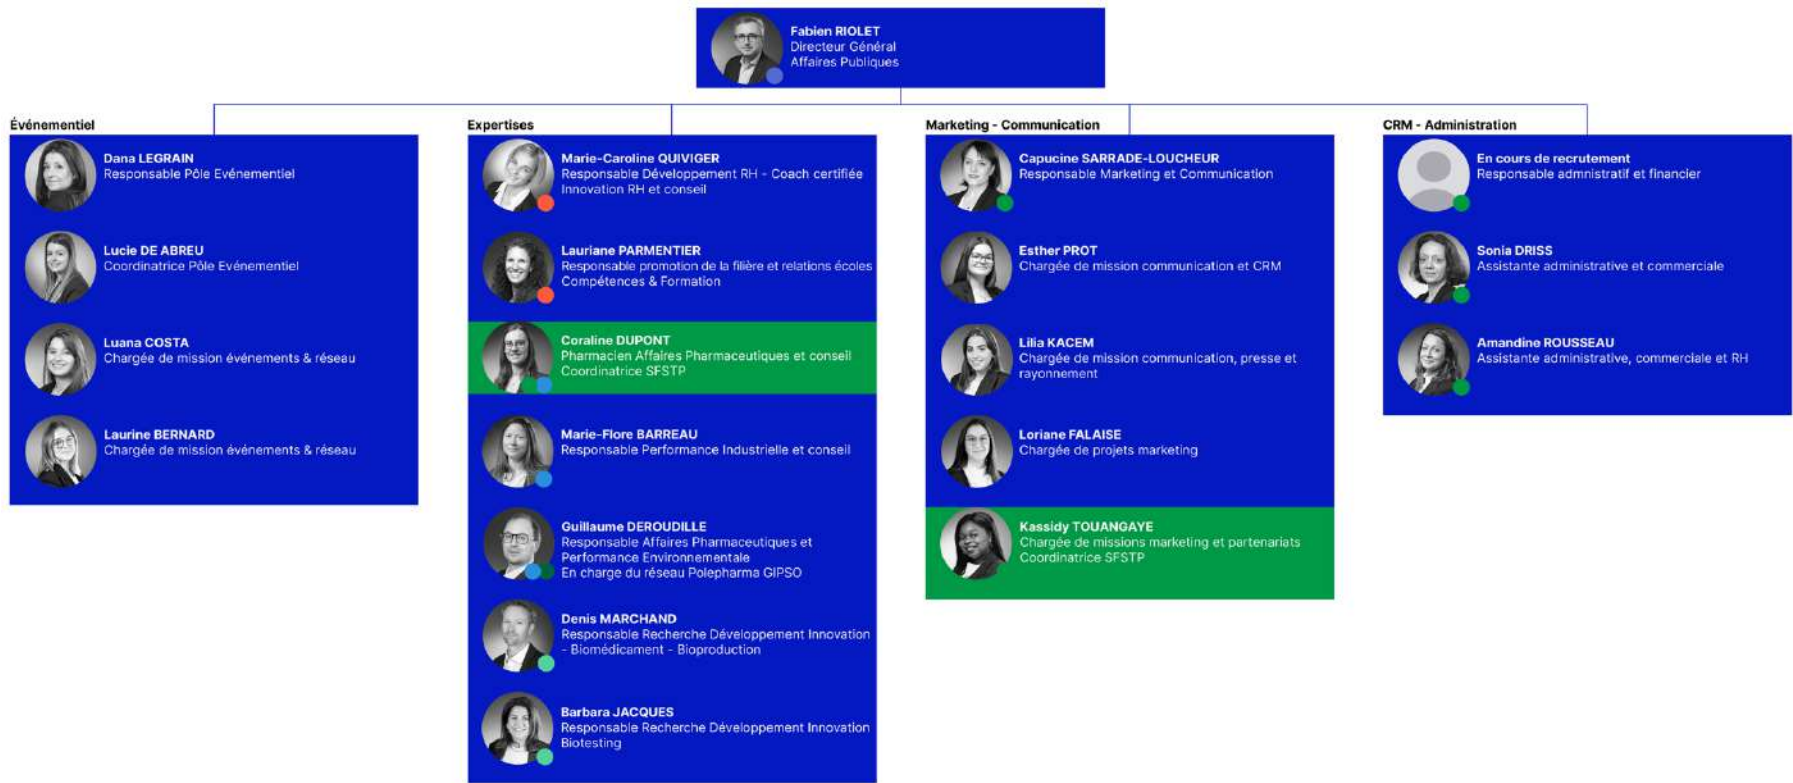 Fabien RIOLET
Directeur Général
Affaires Publiques
Événementiel
Dana LEGRAIN
Responsable Pôle Evénementiel
Lucie DE ABREU
Coordinatrice Pôle Evénementiel
Luana COSTA
Chargée de mission événements & réseau
Laurine BERNARD
Chargée de mission événements & réseau
Expertises
Marie-Caroline QUIVIGER
Responsable Développement RH - Coach certifiée
Innovation RH et conseil
Lauriane PARMENTIER
Responsable promotion de la filière et relations écoles
Compétences & Formation
Coraline DUPONT
Pharmacien Affaires Pharmaceutiques et conseil
Coordinatrice SFSTP
Marie-Flore BARREAU
Responsable Performance Industrielle et conseil
Guillaume DEROUDILLE
Responsable Affaires Pharmaceutiques et
Performance Environnementale
En charge du réseau Polepharma GIPSO
Denis MARCHAND
Responsable Recherche Développement Innovation
- Biomédicament - Bioproduction
Barbara JACQUES
Responsable Recherche Développement Innovation
Biotesting
Marketing - Communication
Capucine SARRADE-LOUCHEUR
Responsable Marketing et Communication
Esther PROT
Chargée de mission communication et CRM
Lilia KACEM
Chargée de mission communication, presse et
rayonnement
Loriane FALAISE
Chargée de projets marketing
Kassidy TOUANGAYE
Chargée de missions marketing et partenariats
Coordinatrice SFSTP
CRM - Administration
En cours de recrutement
Responsable admnistratif et financier
Sonia DRISS
Assistante administrative et commerciale
Amandine ROUSSEAU
Assistante administrative, commerciale et RH